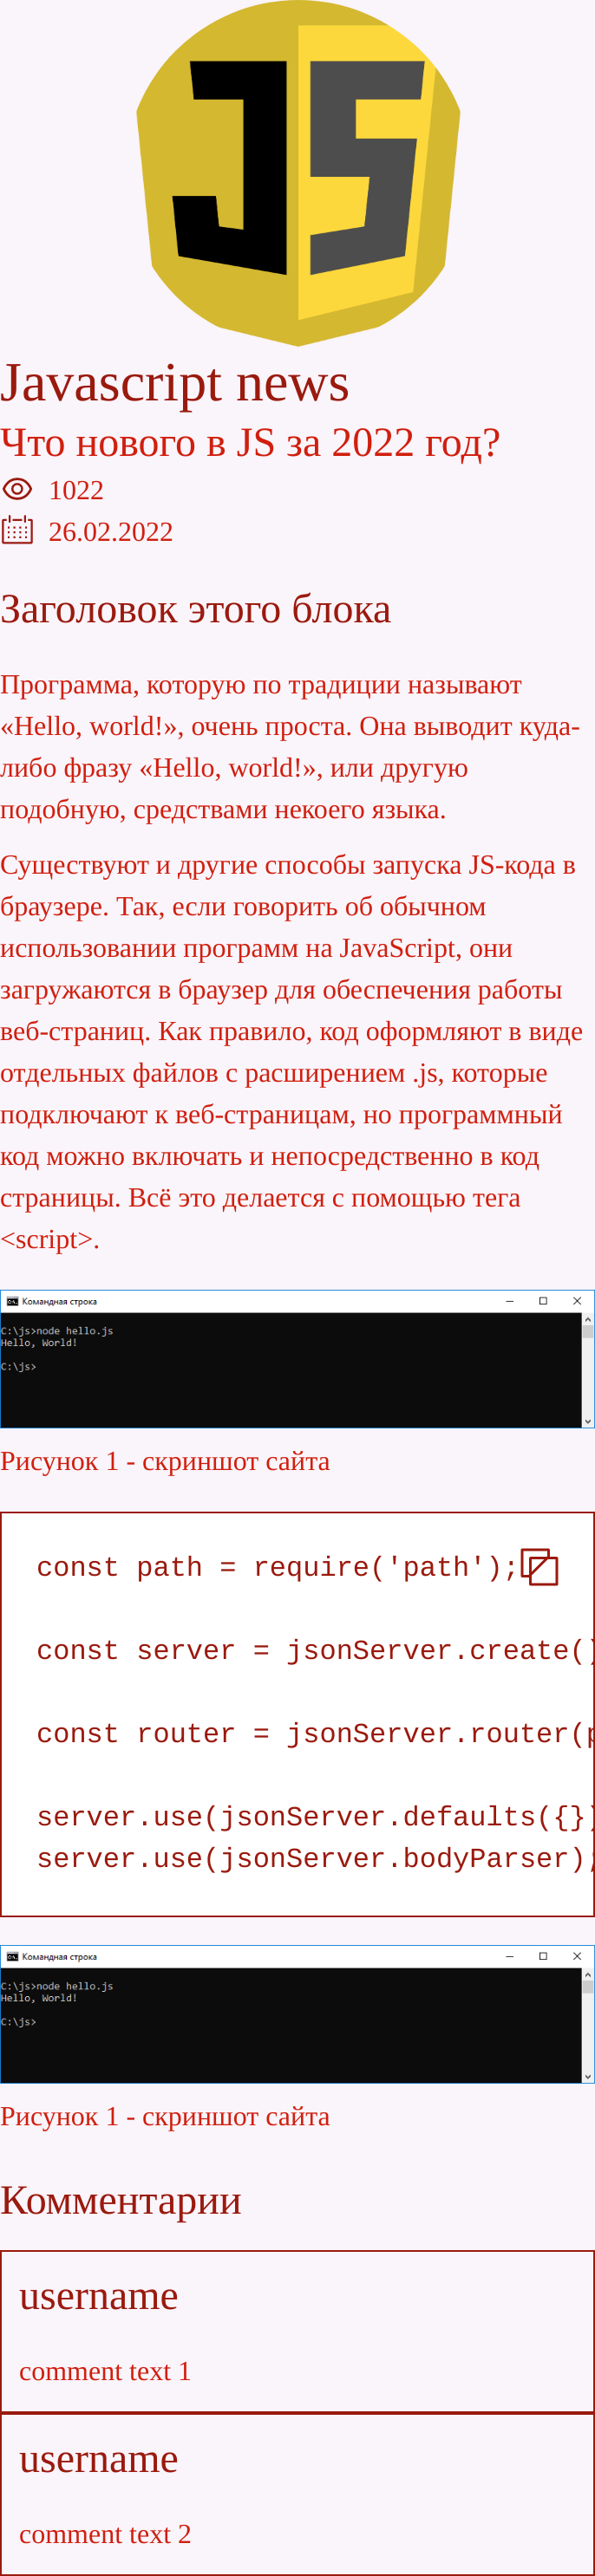 JS
Javascript news
Что нового в JS за 2022 год?
1022
26.02.2022
Заголовок этого блока
Программа, которую по традиции называют
«Hello, world!», очень проста. Она выводит куда-
либо фразу «Hello, world!», или другую
подобную, средствами некоего языка.
Существуют и другие способы запуска JS-кода в
браузере. Так, если говорить об обычном
использовании программ на JavaScript, они
загружаются в браузер для обеспечения работы
веб-страниц. Как правило, код оформляют в виде
отдельных файлов с расширением .js, которые
подключают к веб-страницам, но программный
код можно включать и непосредственно в код
страницы. Всё это делается с помощью тега
<script>.
Командная строка
C:\js>node hello.js
Hello, World!
C:\js>
Рисунок 1 - скриншот сайта
const path = require('path');
const server = jsonServer.create()
const router = jsonServer.router(p
server.use(jsonServer.defaults({})
server.use(jsonServer.bodyParser);
Командная строка
C:\js>node hello.js
Hello, World!
C:\js>
Рисунок 1 - скриншот сайта
Комментарии
username
comment text 1
username
comment text 2